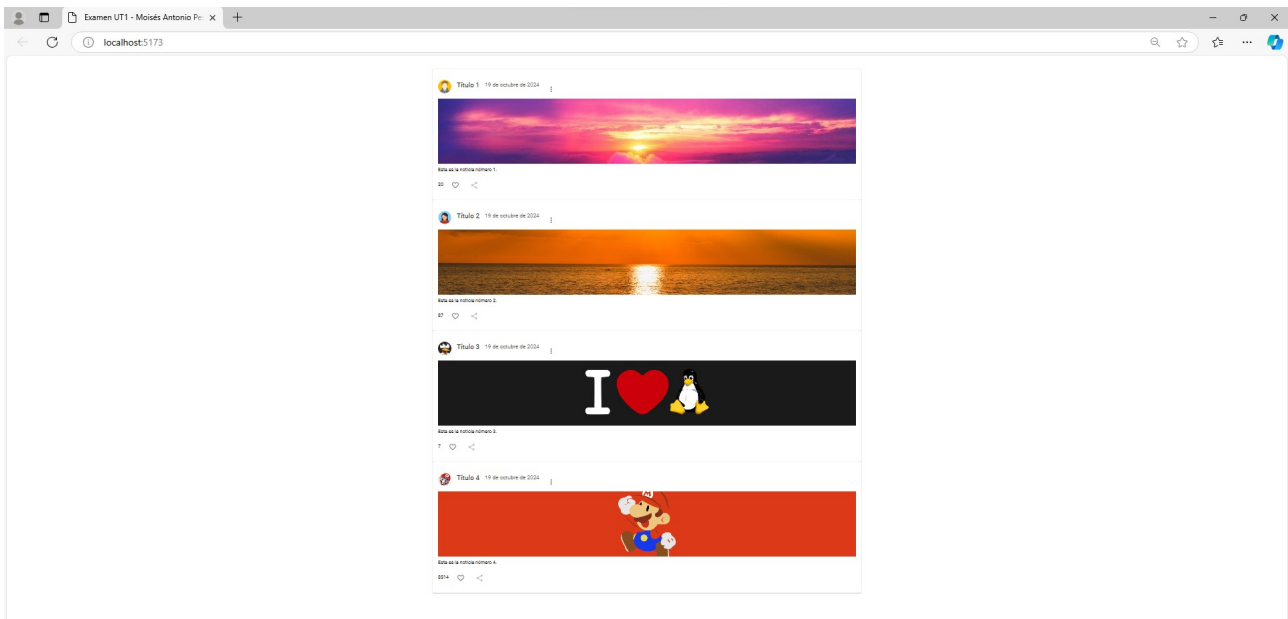 Examen UT1 - Moisés Antonio Pe
localhost:5173
Título 1 19 de octubre de 2024
Esta es la noticia número 1.
20
Título 2 19 de octubre de 2024
Esta es la noticia número 2.
37
Título 3 19 de octubre de 2024
I
Esta es la noticia número 3.
7
Título 4 19 de octubre de 2024
M
Esta es la noticia número 4.